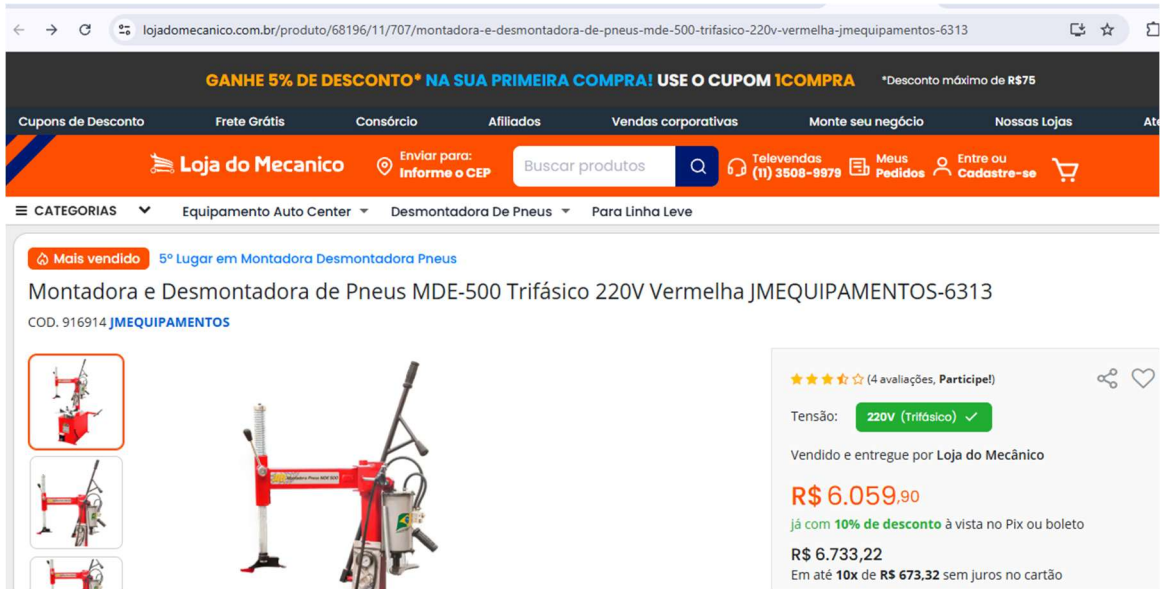 lojadomecanico.com.br/produto/68196/11/707/montadora-e-desmontadora-de-pneus-mde-500-trifasico-220v-vermelha-jmequipamentos-6313
GANHE 5% DE DESCONTO* NA SUA PRIMEIRA COMPRA! USE O CUPOM 1COMPRA *Desconto máximo de R$75
Cupons de Desconto Frete Grátis Consórcio Afiliados Vendas corporativas Monte seu negócio Nossas Lojas Ate
Loja do Mecanico
Enviar para:
Informe o CEP
Buscar produtos
Televendas
(11) 3508-9979
Meus
Pedidos
Entre ou
Cadastre-se
CATEGORIAS Equipamento Auto Center Desmontadora De Pneus Para Linha Leve
Mais vendido 5º Lugar em Montadora Desmontadora Pneus
Montadora e Desmontadora de Pneus MDE-500 Trifásico 220V Vermelha JMEQUIPAMENTOS-6313
COD. 916914 JMEQUIPAMENTOS
Montadora Pneus MDE 500
(4 avaliações, Participe!)
Tensão: 220V (Trifásico)
Vendido e entregue por Loja do Mecânico
R$ 6.059,90
já com 10% de desconto à vista no Pix ou boleto
R$ 6.733,22
Em até 10x de R$ 673,32 sem juros no cartão